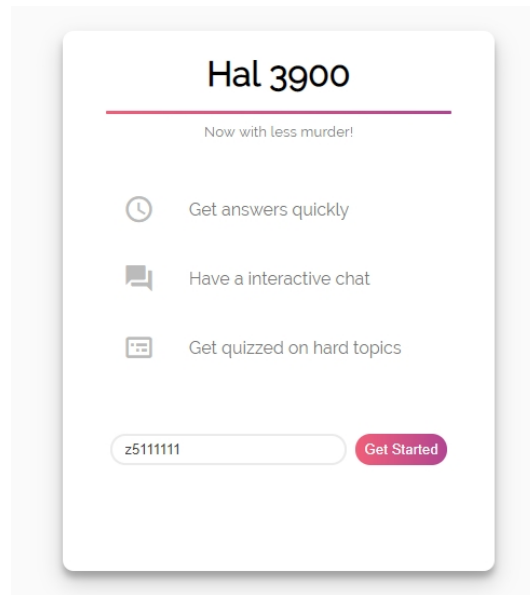 Hal 3900
Now with less murder!
Get answers quickly
Have a interactive chat
Get quizzed on hard topics
z5111111 Get Started